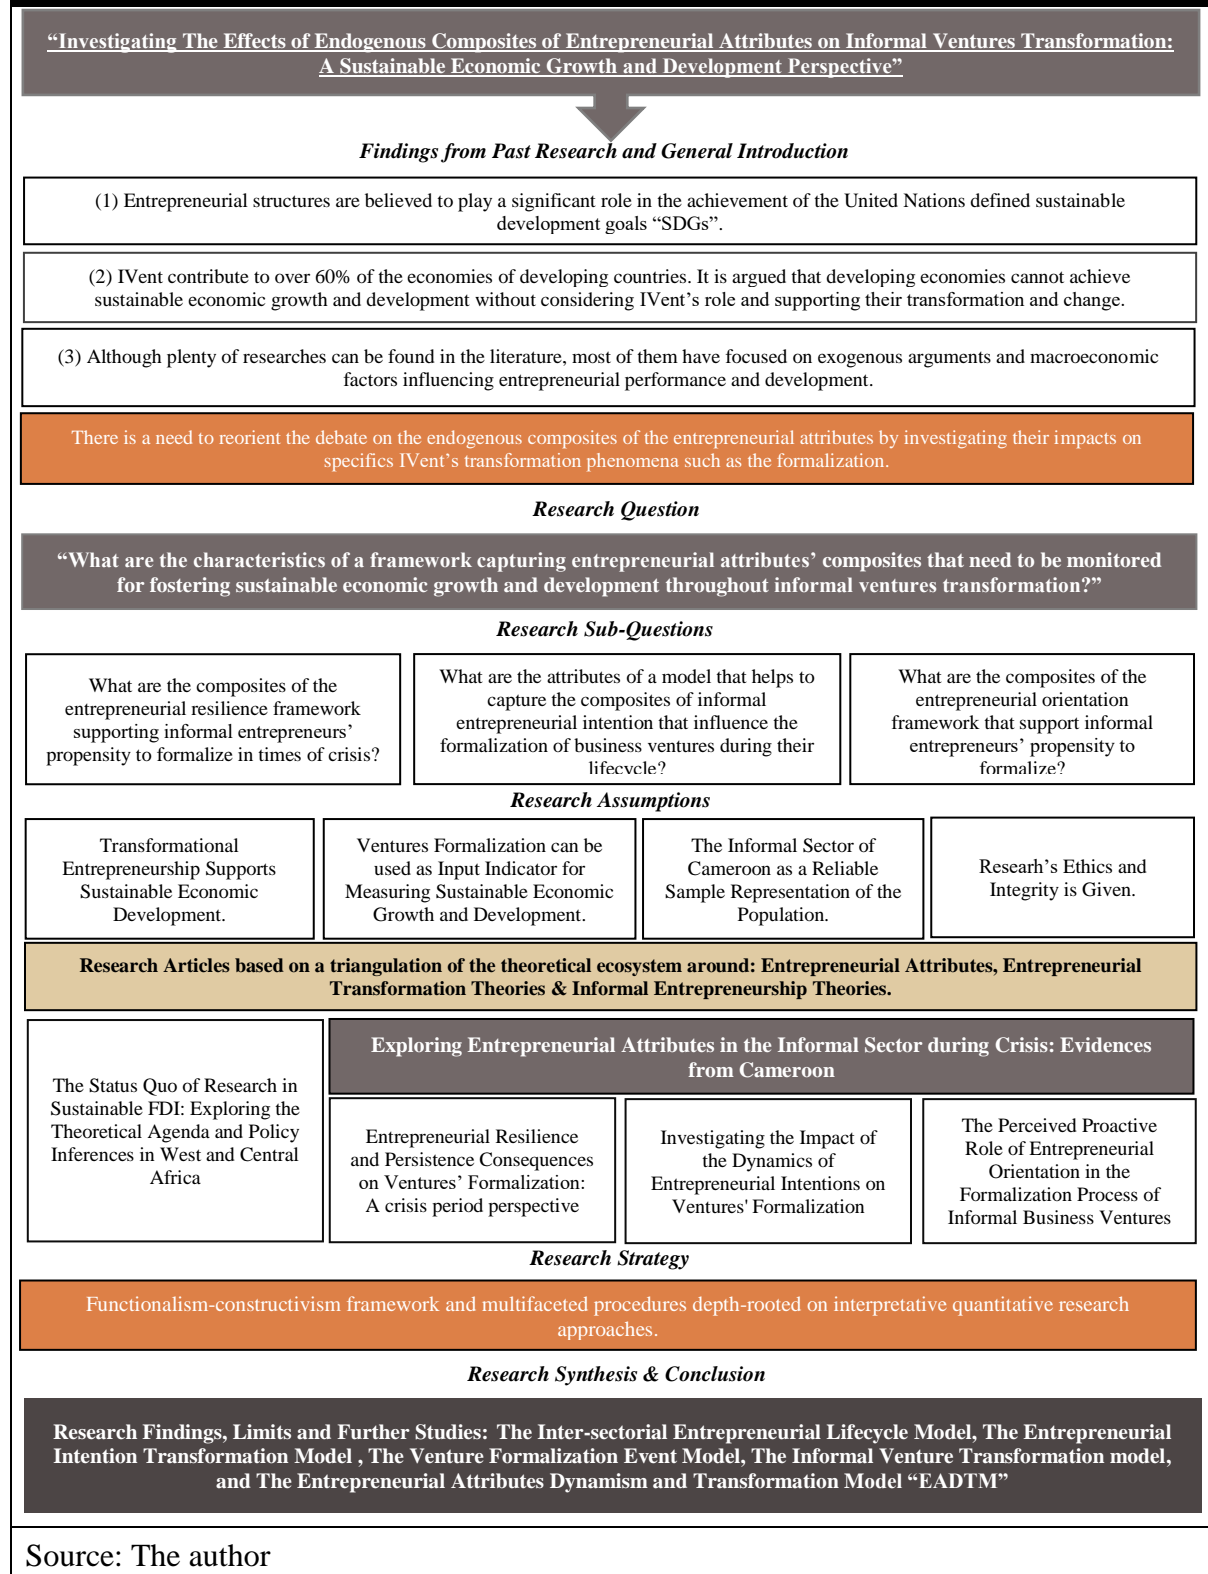 “Investigating The Effects of Endogenous Composites of Entrepreneurial Attributes on Informal Ventures Transformation:
A Sustainable Economic Growth and Development Perspective”
Findings from Past Research and General Introduction
(1) Entrepreneurial structures are believed to play a significant role in the achievement of the United Nations defined sustainable
development goals “SDGs”.
(2) IVent contribute to over 60% of the economies of developing countries. It is argued that developing economies cannot achieve
sustainable economic growth and development without considering IVent’s role and supporting their transformation and change.
(3) Although plenty of researches can be found in the literature, most of them have focused on exogenous arguments and macroeconomic
factors influencing entrepreneurial performance and development.
There is a need to reorient the debate on the endogenous composites of the entrepreneurial attributes by investigating their impacts on
specifics IVent’s transformation phenomena such as the formalization.
Research Question
“What are the characteristics of a framework capturing entrepreneurial attributes’ composites that need to be monitored
for fostering sustainable economic growth and development throughout informal ventures transformation?”
Research Sub-Questions
What are the composites of the
entrepreneurial resilience framework
supporting informal entrepreneurs’
propensity to formalize in times of crisis?
What are the attributes of a model that helps to
capture the composites of informal
entrepreneurial intention that influence the
formalization of business ventures during their
lifecycle?
What are the composites of the
entrepreneurial orientation
framework that support informal
entrepreneurs’ propensity to
formalize?
Research Assumptions
Transformational
Entrepreneurship Supports
Sustainable Economic
Development.
Ventures Formalization can be
used as Input Indicator for
Measuring Sustainable Economic
Growth and Development.
The Informal Sector of
Cameroon as a Reliable
Sample Representation of the
Population.
Researh’s Ethics and
Integrity is Given.
Research Articles based on a triangulation of the theoretical ecosystem around: Entrepreneurial Attributes, Entrepreneurial
Transformation Theories & Informal Entrepreneurship Theories.
The Status Quo of Research in
Sustainable FDI: Exploring the
Theoretical Agenda and Policy
Inferences in West and Central
Africa
Exploring Entrepreneurial Attributes in the Informal Sector during Crisis: Evidences
from Cameroon
Entrepreneurial Resilience
and Persistence Consequences
on Ventures’ Formalization:
A crisis period perspective
Investigating the Impact of
the Dynamics of
Entrepreneurial Intentions on
Ventures' Formalization
The Perceived Proactive
Role of Entrepreneurial
Orientation in the
Formalization Process of
Informal Business Ventures
Research Strategy
Functionalism-constructivism framework and multifaceted procedures depth-rooted on interpretative quantitative research
approaches.
Research Synthesis & Conclusion
Research Findings, Limits and Further Studies: The Inter-sectorial Entrepreneurial Lifecycle Model, The Entrepreneurial
Intention Transformation Model , The Venture Formalization Event Model, The Informal Venture Transformation model,
and The Entrepreneurial Attributes Dynamism and Transformation Model “EADTM”
Source: The author